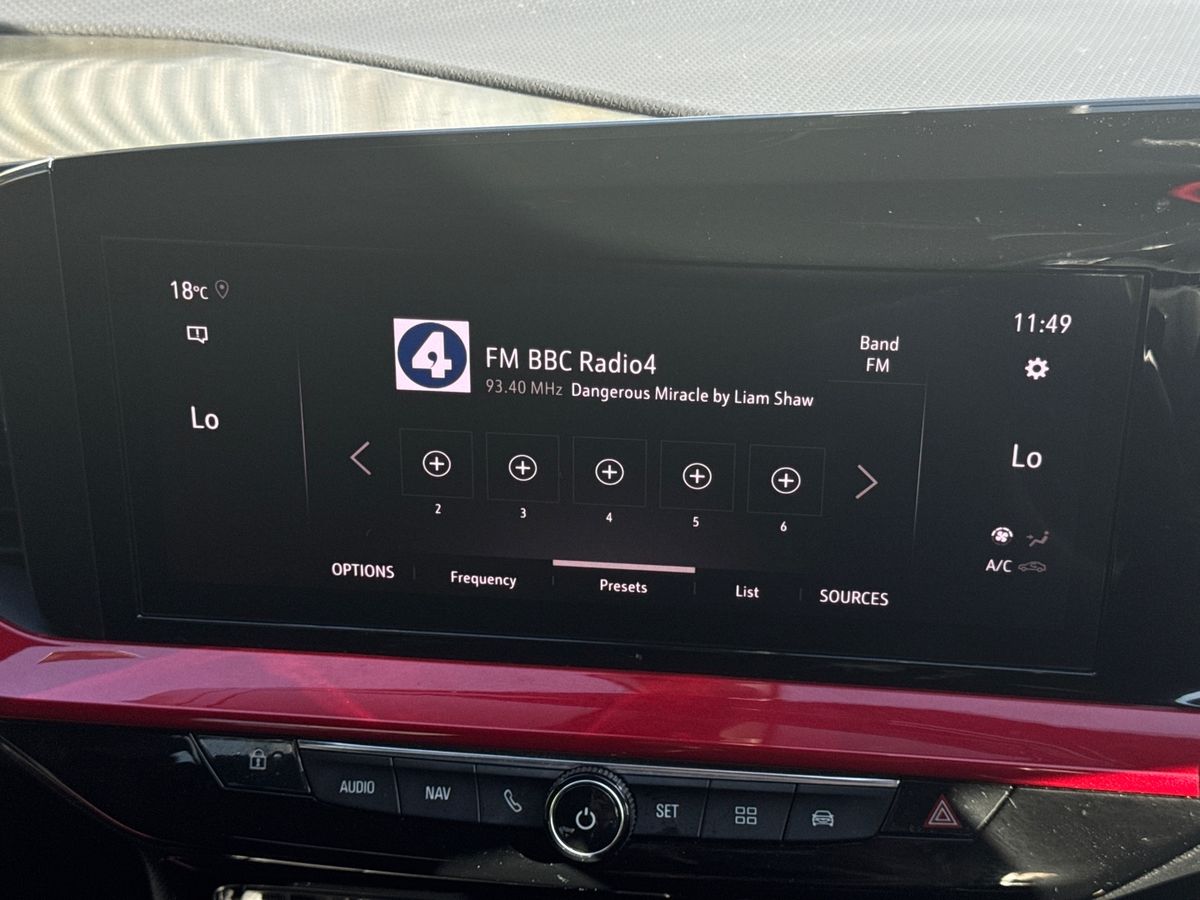 18°C
11:49
Lo
4
FM BBC Radio4
93.40 MHz Dangerous Miracle by Liam Shaw
Band
FM
Lo
2 3 4 5 6
A/C
OPTIONS Frequency Presets List SOURCES
AUDIO NAV SET